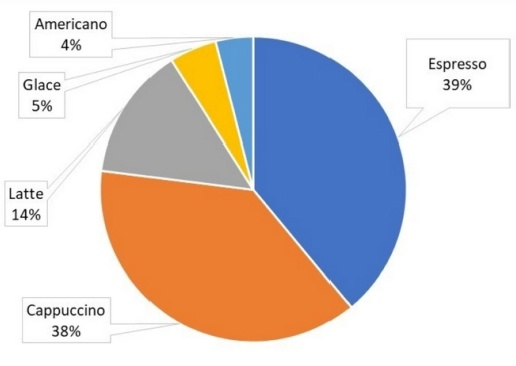 Americano
4%
Espresso
39%
Glace
5%
Latte
14%
Cappuccino
38%